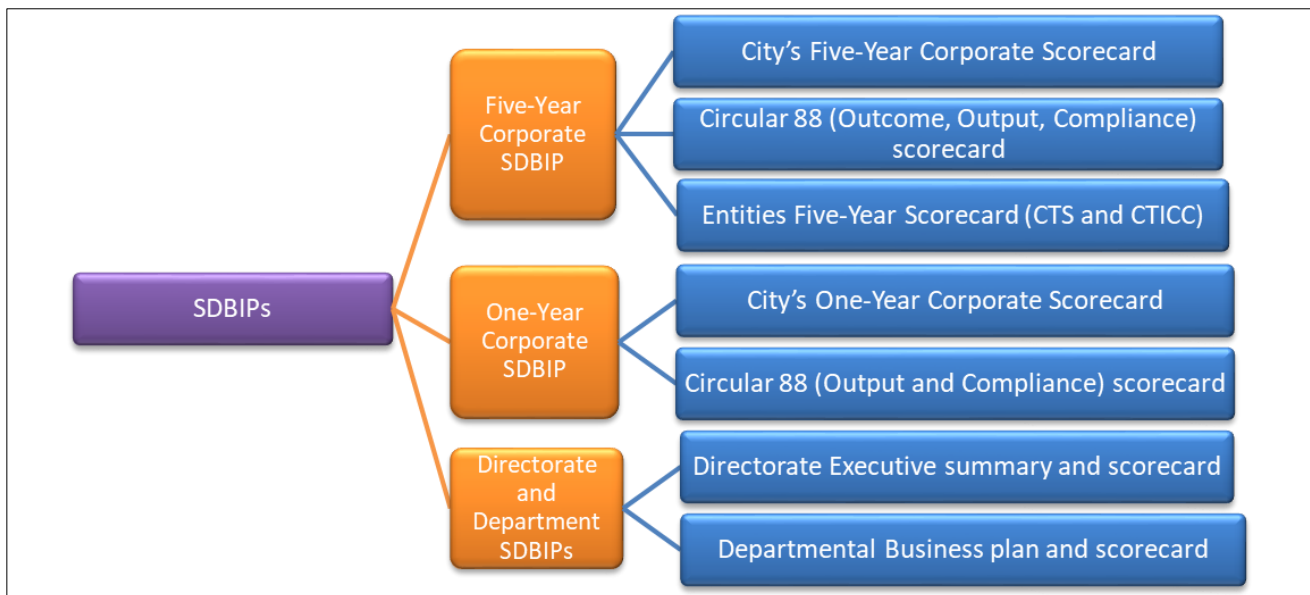 SDBIPs
Five-Year
Corporate
SDBIP
City’s Five-Year Corporate Scorecard
Circular 88 (Outcome, Output, Compliance)
scorecard
Entities Five-Year Scorecard (CTS and CTICC)
One-Year
Corporate
SDBIP
City’s One-Year Corporate Scorecard
Circular 88 (Output and Compliance) scorecard
Directorate
and
Department
SDBIPs
Directorate Executive summary and scorecard
Departmental Business plan and scorecard